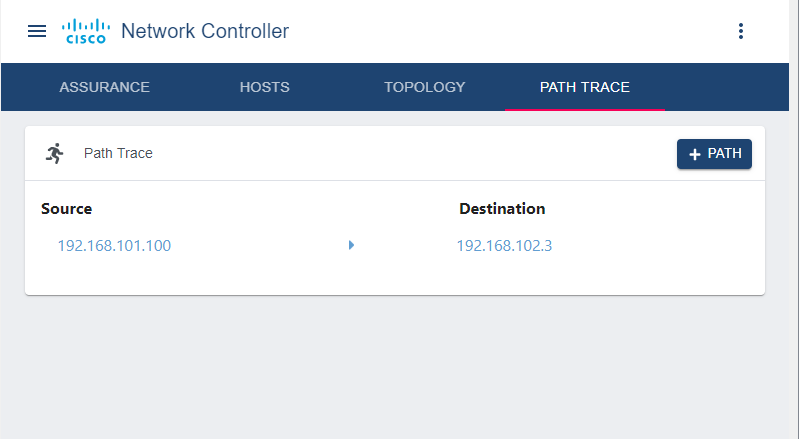 CISCO Network Controller
ASSURANCE HOSTS TOPOLOGY PATH TRACE
Path Trace + PATH
Source Destination
192.168.101.100 192.168.102.3